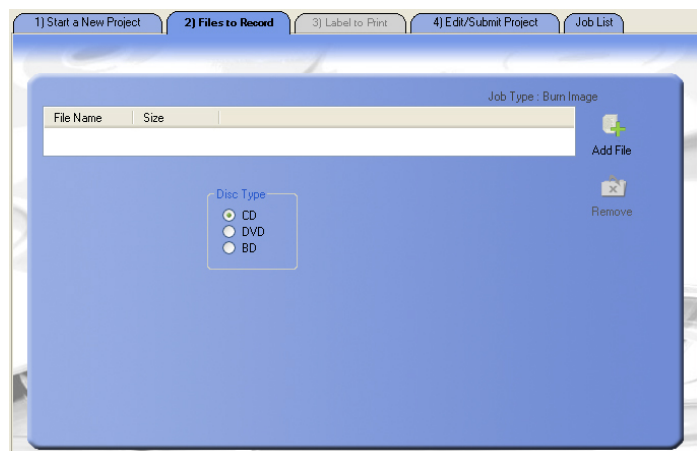 1) Start a New Project 2) Files to Record 3) Label to Print 4) Edit/Submit Project Job List
Job Type : Burn Image
File Name Size
Add File
Remove
Disc Type
CD
DVD
BD